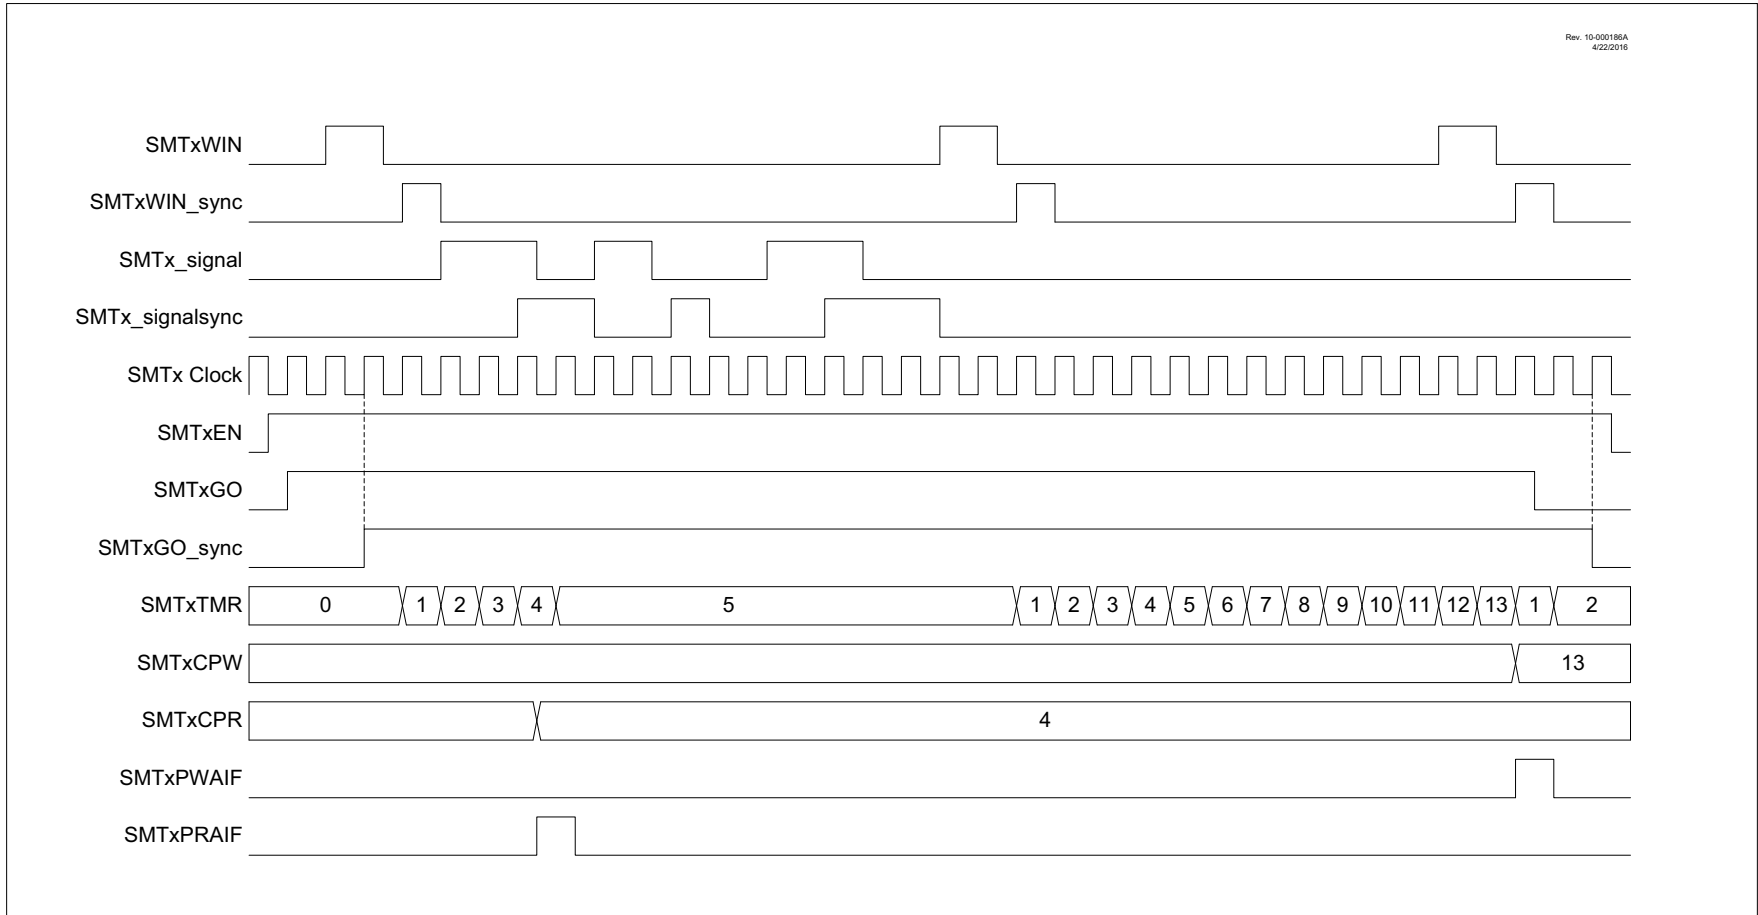 Rev. 10-000186A
4/22/2016
SMTxWIN
SMTxWIN_sync
SMTx_signal
SMTx_signalsync
SMTx Clock
SMTxEN
SMTxGO
SMTxGO_sync
SMTxTMR 0 1 2 3 4 5 1 2 3 4 5 6 7 8 9 10 11 12 13 1 2
SMTxCPW 13
SMTxCPR 4
SMTxPWAIF
SMTxPRAIF